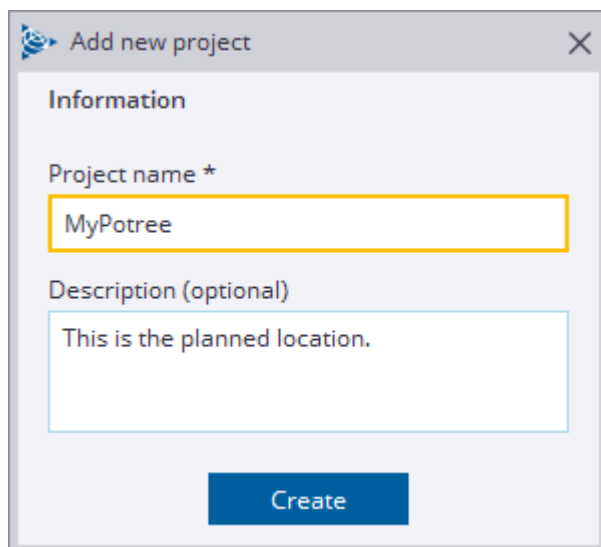 Add new project
Information
Project name *
MyPotree
Description (optional)
This is the planned location.
Create